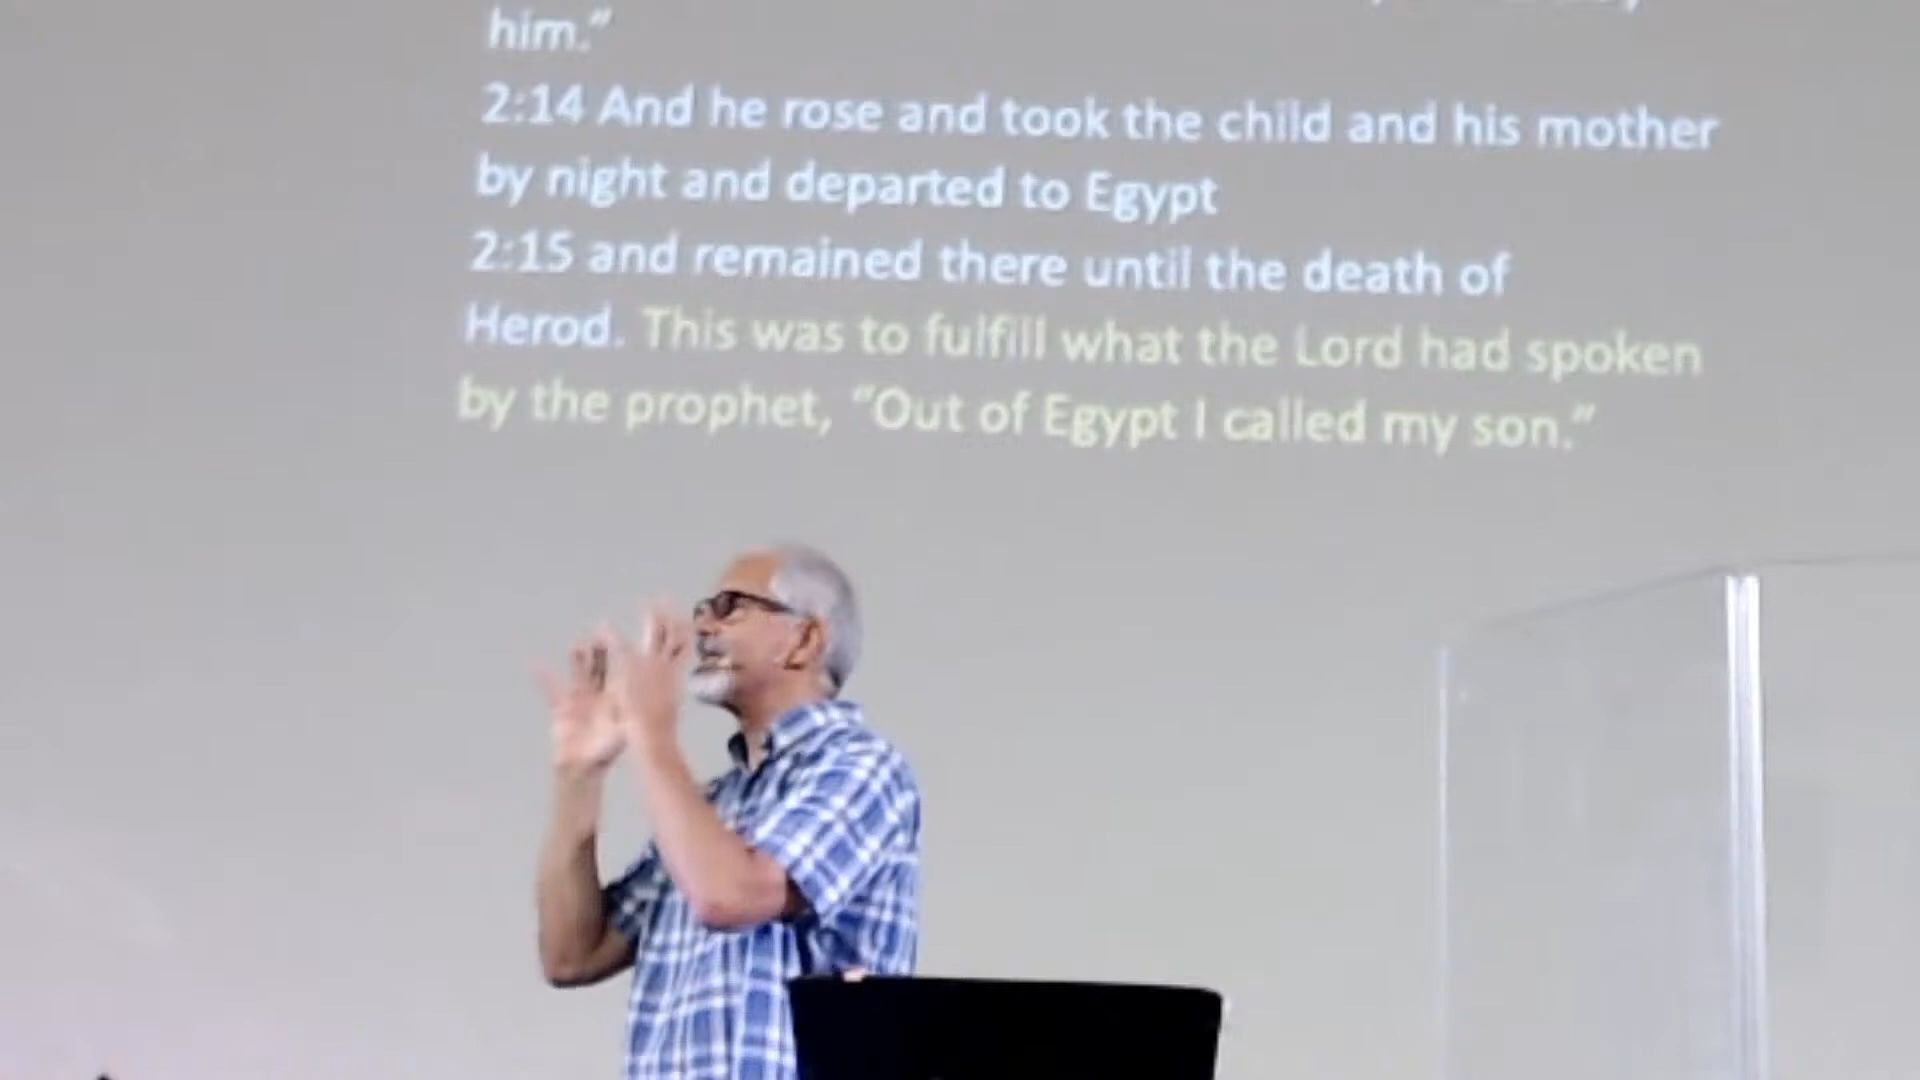 him.”
2:14 And he rose and took the child and his mother
by night and departed to Egypt
2:15 and remained there until the death of
Herod. This was to fulfill what the Lord had spoken
by the prophet, “Out of Egypt I called my son.”